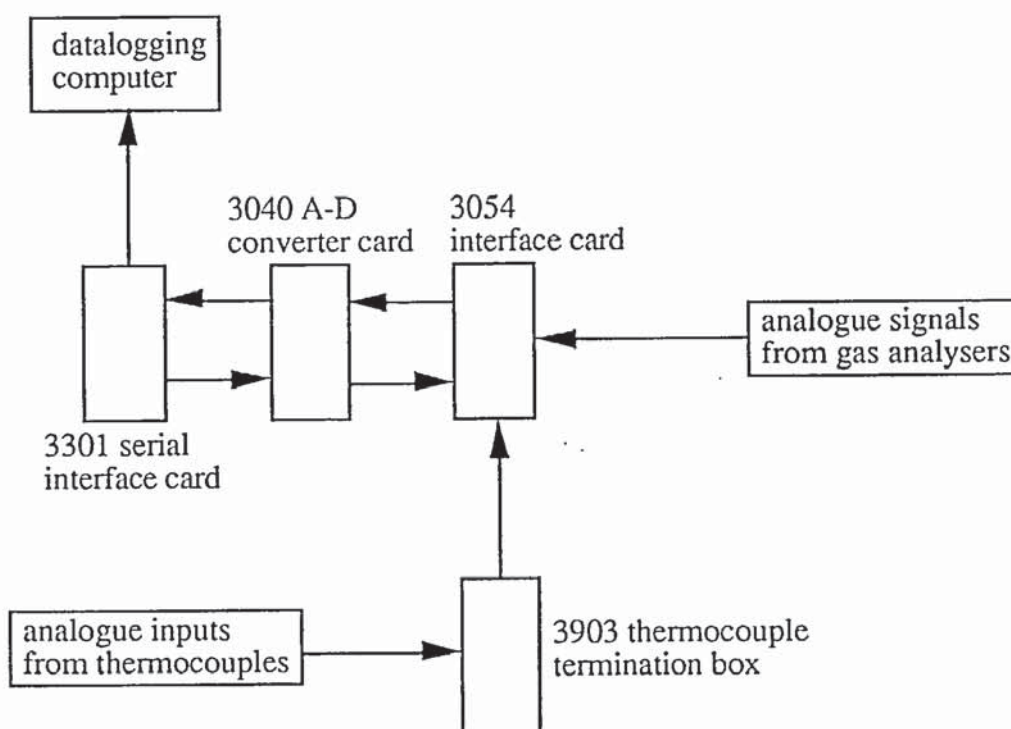 datalogging
computer
3040 A-D
converter card
3054
interface card
analogue signals
from gas analysers
3301 serial
interface card
analogue inputs
from thermocouples
3903 thermocouple
termination box